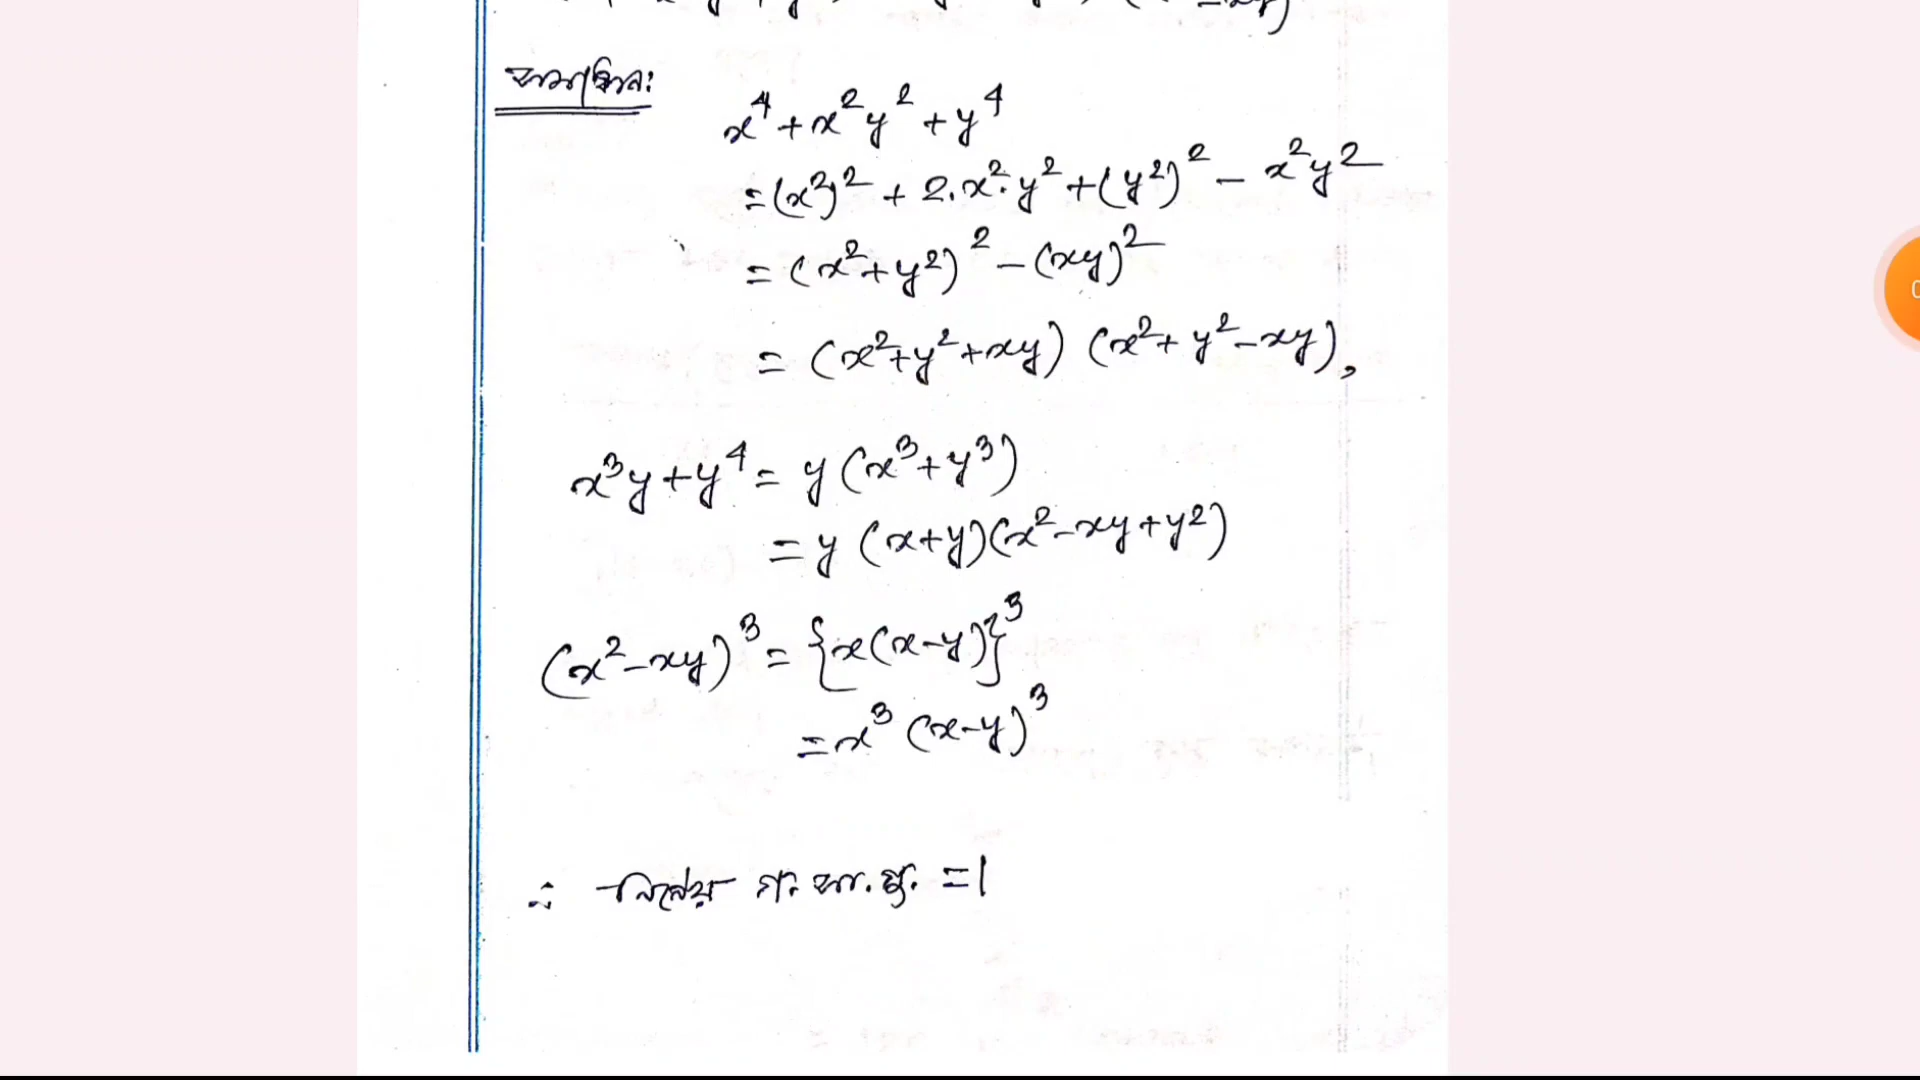 সমাধান:
x⁴+x²y²+y⁴
=(x²)²+2.x².y²+(y²)²-x²y²
=(x²+y²)²-(xy)²
=(x²+y²+xy)(x²+y²-xy),
x³y+y⁴=y(x³+y³)
=y(x+y)(x²-xy+y²)
(x²-xy)³={x(x-y)}³
=x³(x-y)³
∴ নির্ণেয় গ. সা. গু. =1